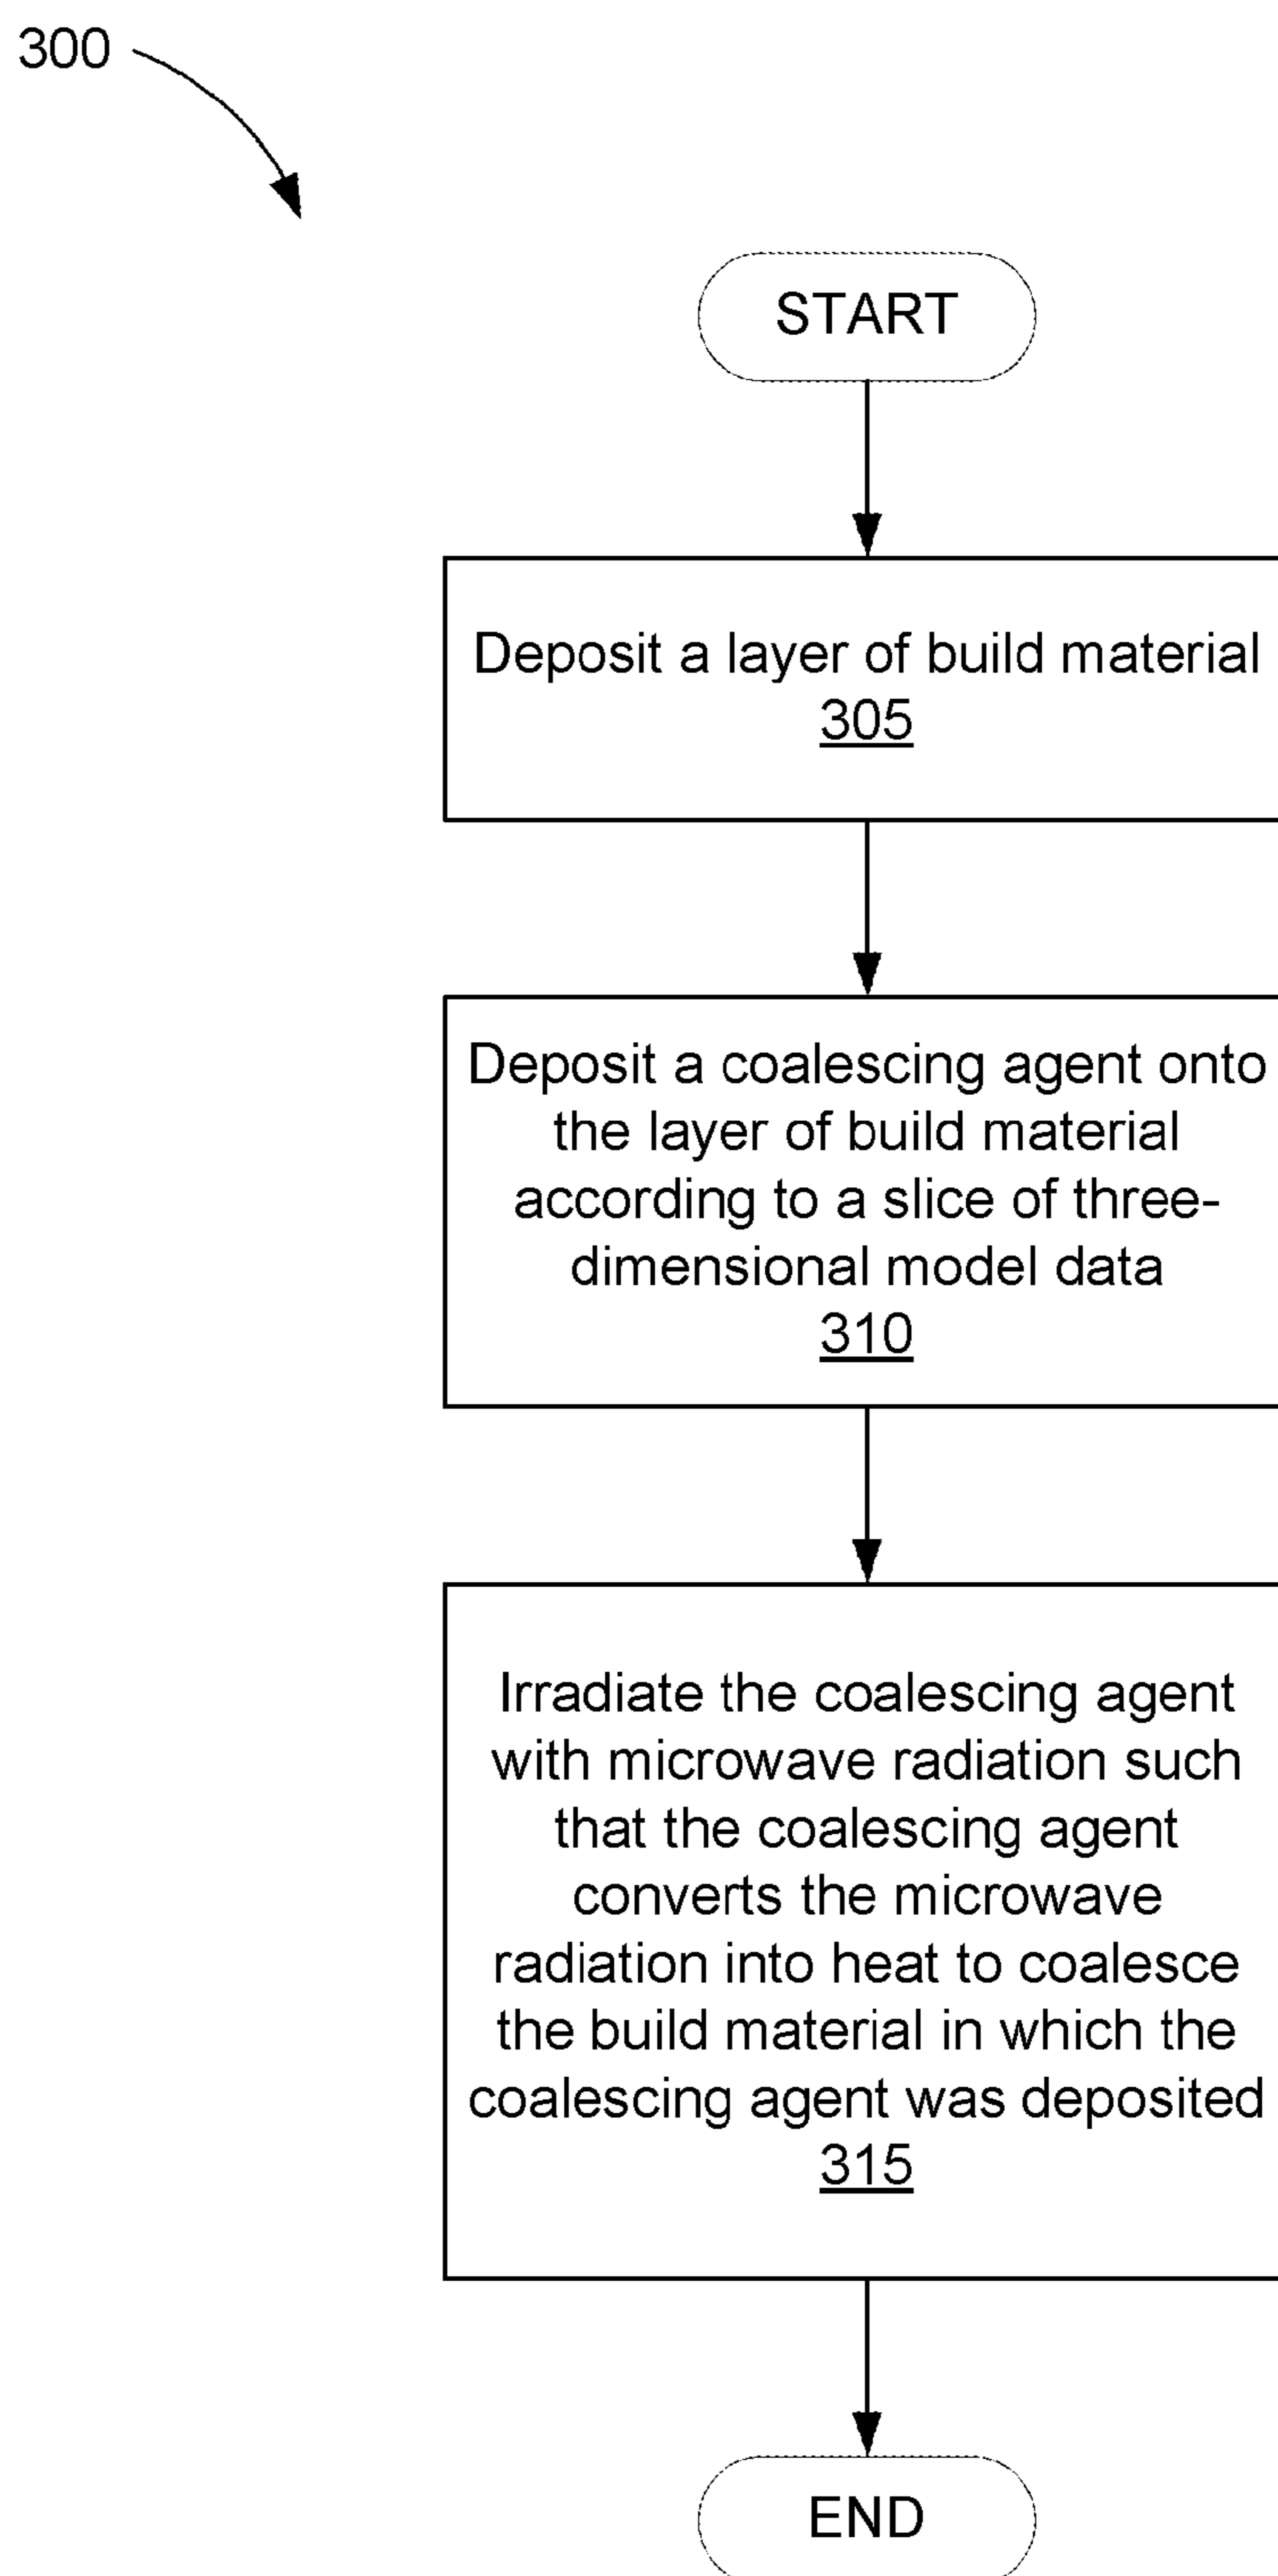 300
START
Deposit a layer of build material
305
Deposit a coalescing agent onto
the layer of build material
according to a slice of three-
dimensional model data
310
Irradiate the coalescing agent
with microwave radiation such
that the coalescing agent
converts the microwave
radiation into heat to coalesce
the build material in which the
coalescing agent was deposited
315
END